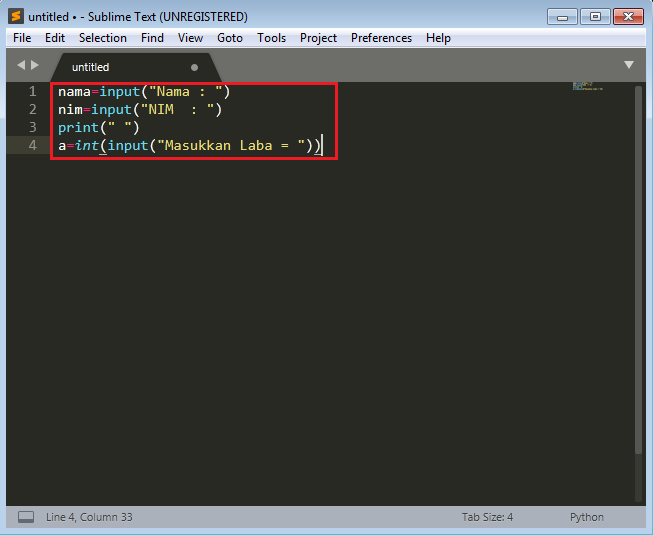 untitled • - Sublime Text (UNREGISTERED)
File Edit Selection Find View Goto Tools Project Preferences Help
untitled
1 nama=input("Nama : ")
2 nim=input("NIM  : ")
3 print(" ")
4 a=int(input("Masukkan Laba = "))
Line 4, Column 33 Tab Size: 4 Python